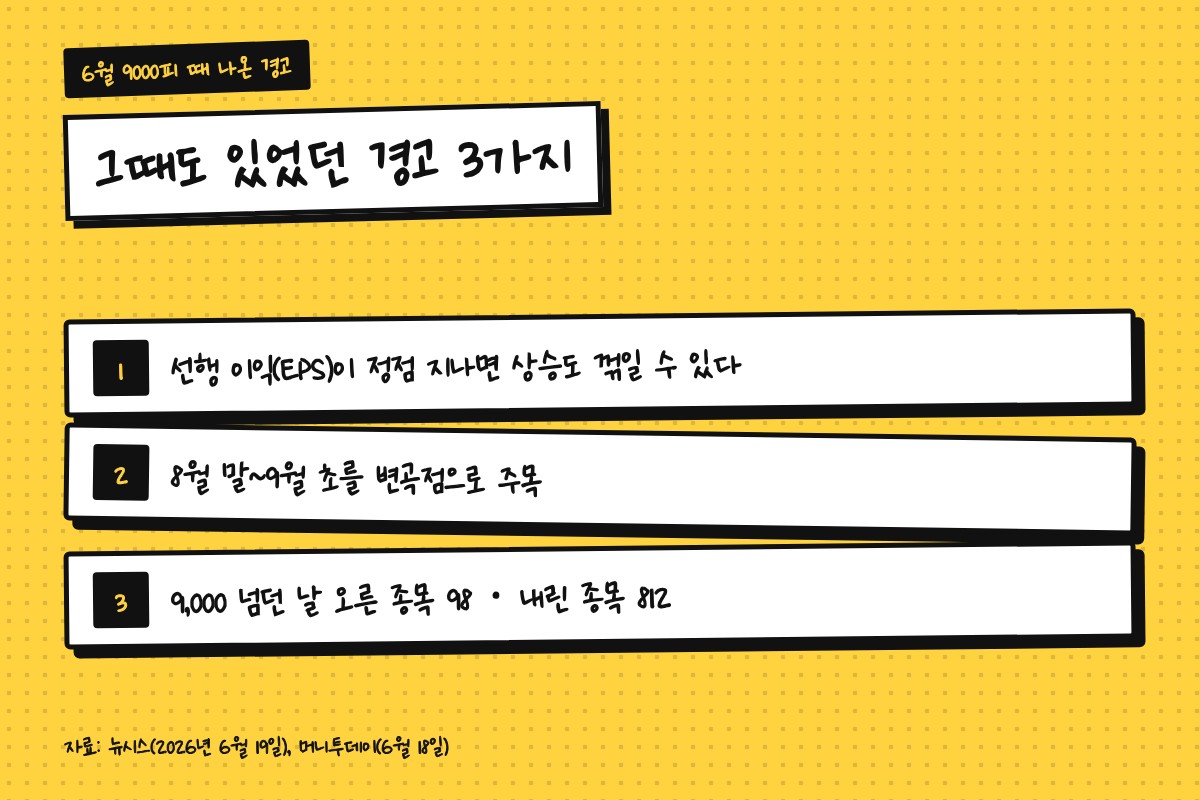 6월 9000피 때 나온 경고
그때도 있었던 경고 3가지
1 선행 이익(EPS)이 정점 지나면 상승도 꺾일 수 있다
2 8월 말~9월 초를 변곡점으로 주목
3 9,000 넘던 날 오른 종목 98 · 내린 종목 812
자료: 뉴시스(2026년 6월 19일), 머니투데이(6월 18일)